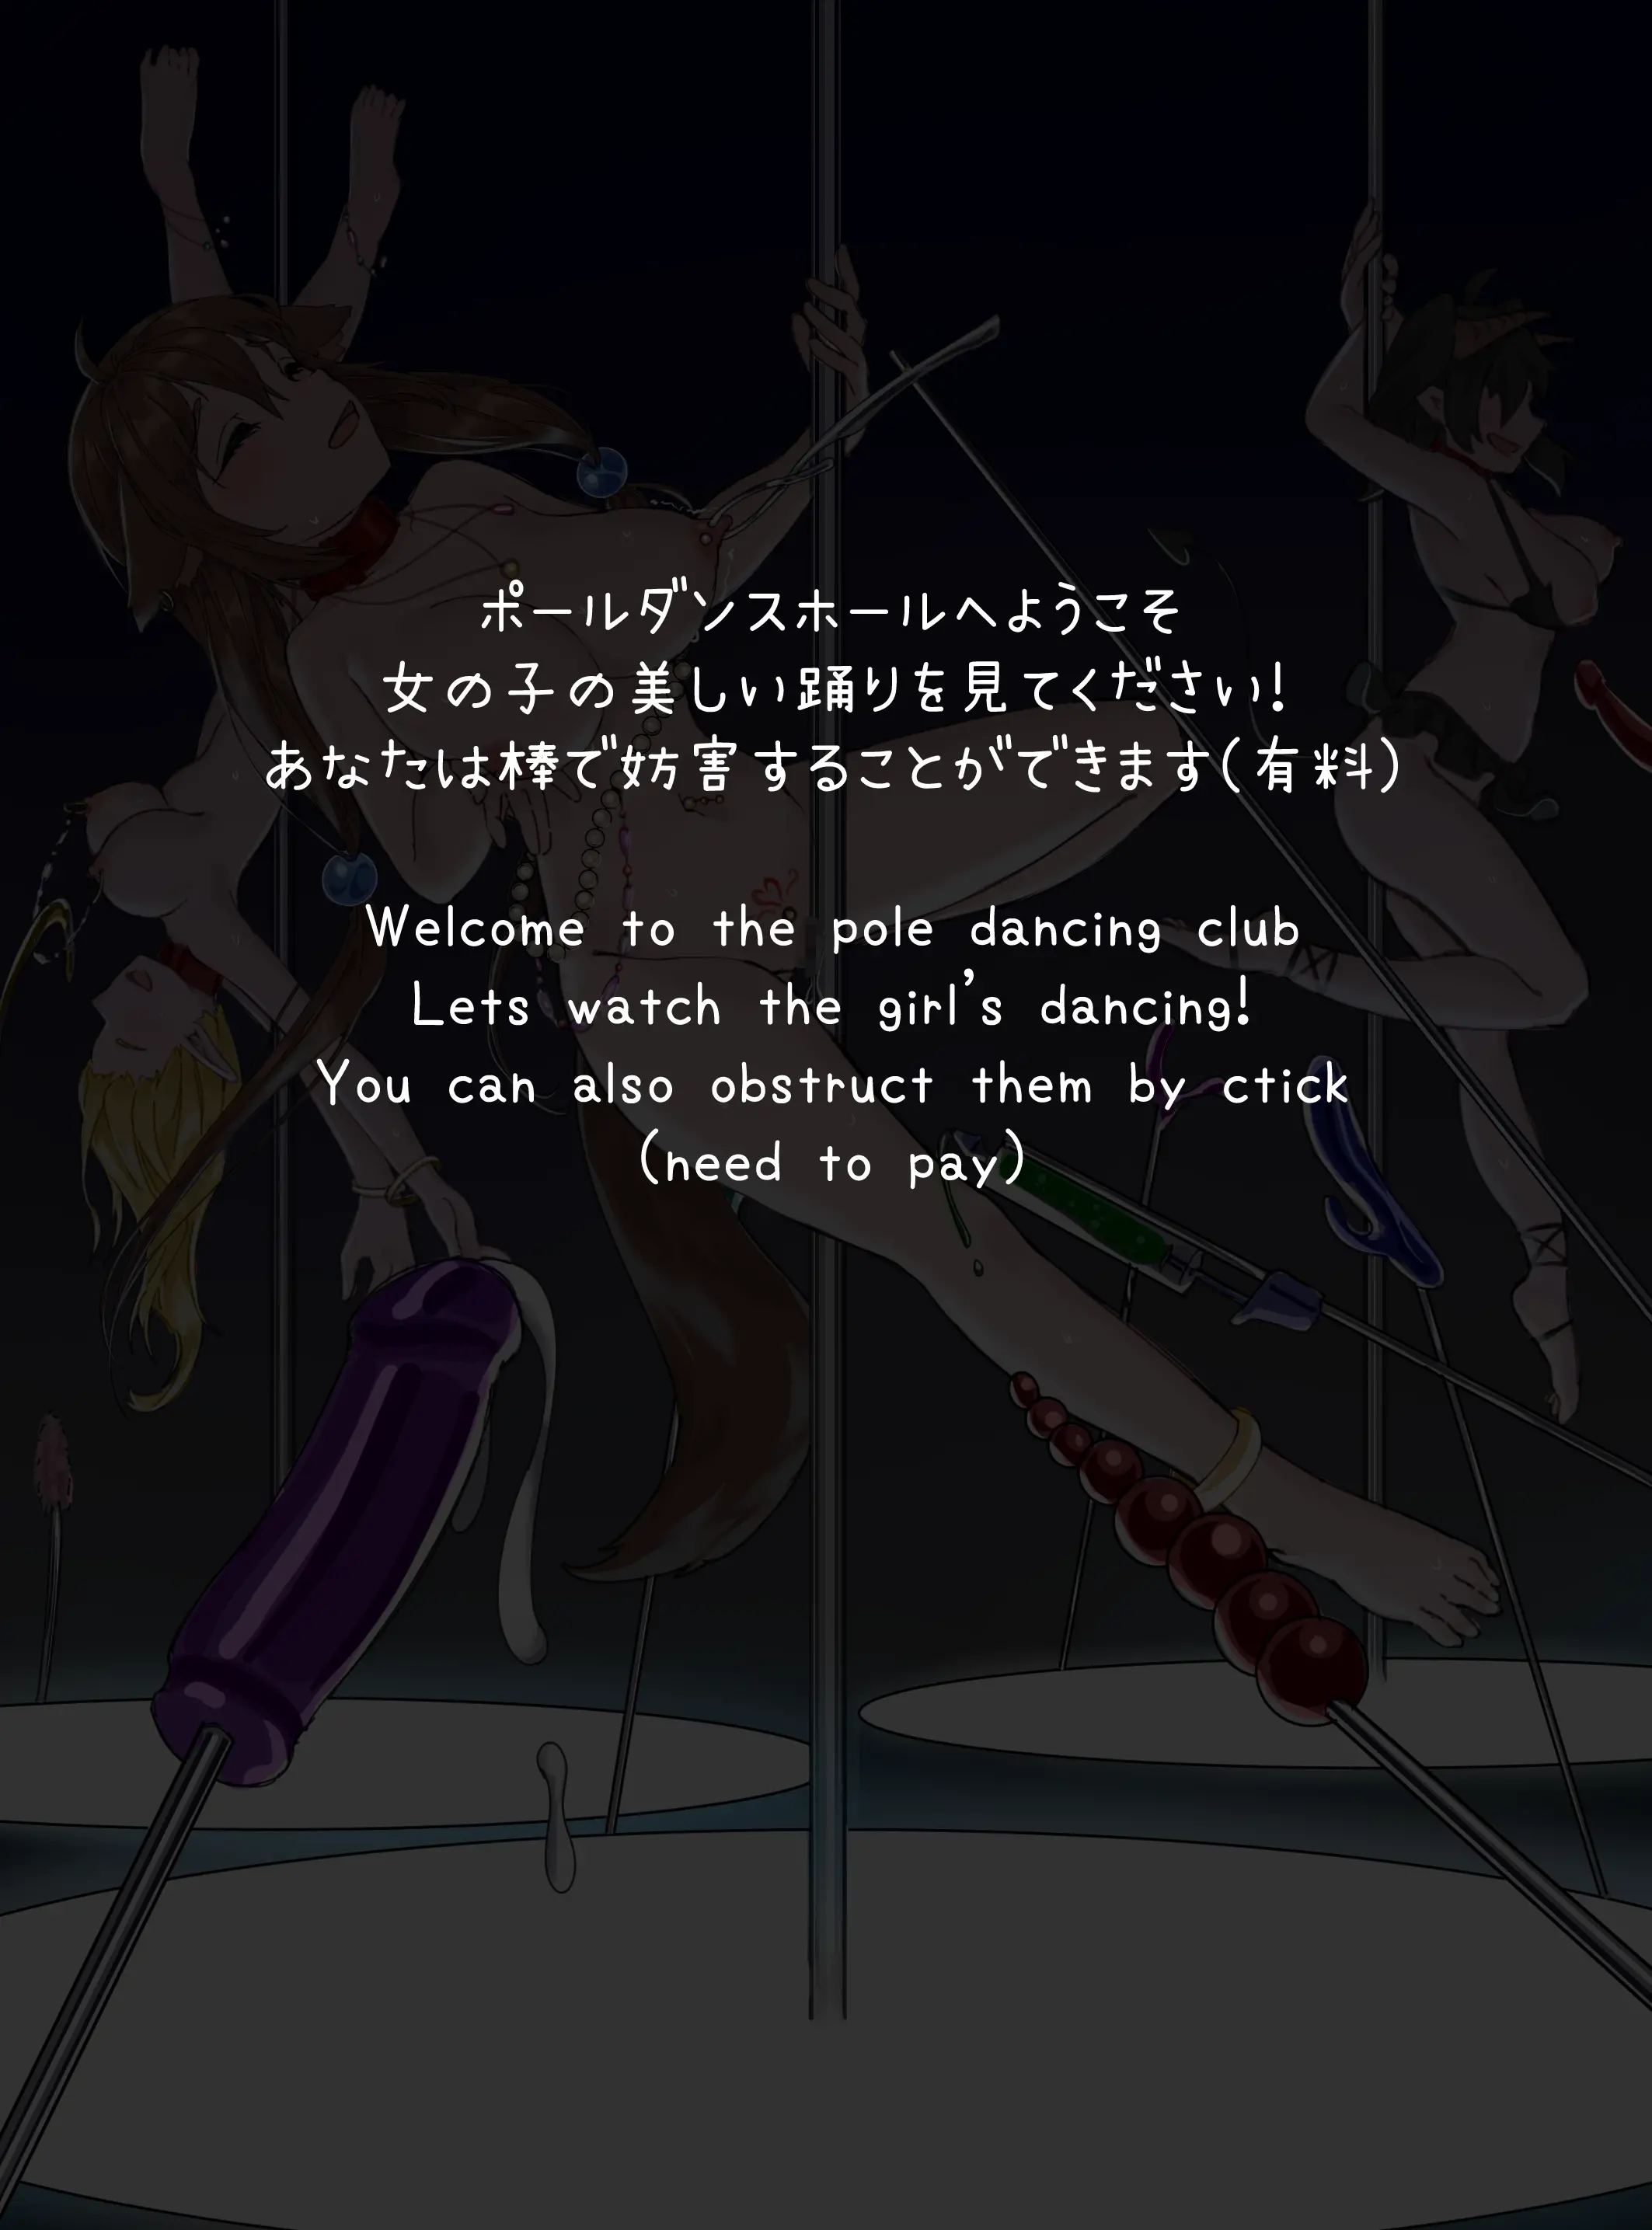 ポールダンスホールへようこそ
女の子の美しい踊りを見てください!
あなたは棒で妨害することができます(有料)
Welcome to the pole dancing club
Lets watch the girl's dancing!
You can also obstruct them by ctick
(need to pay)